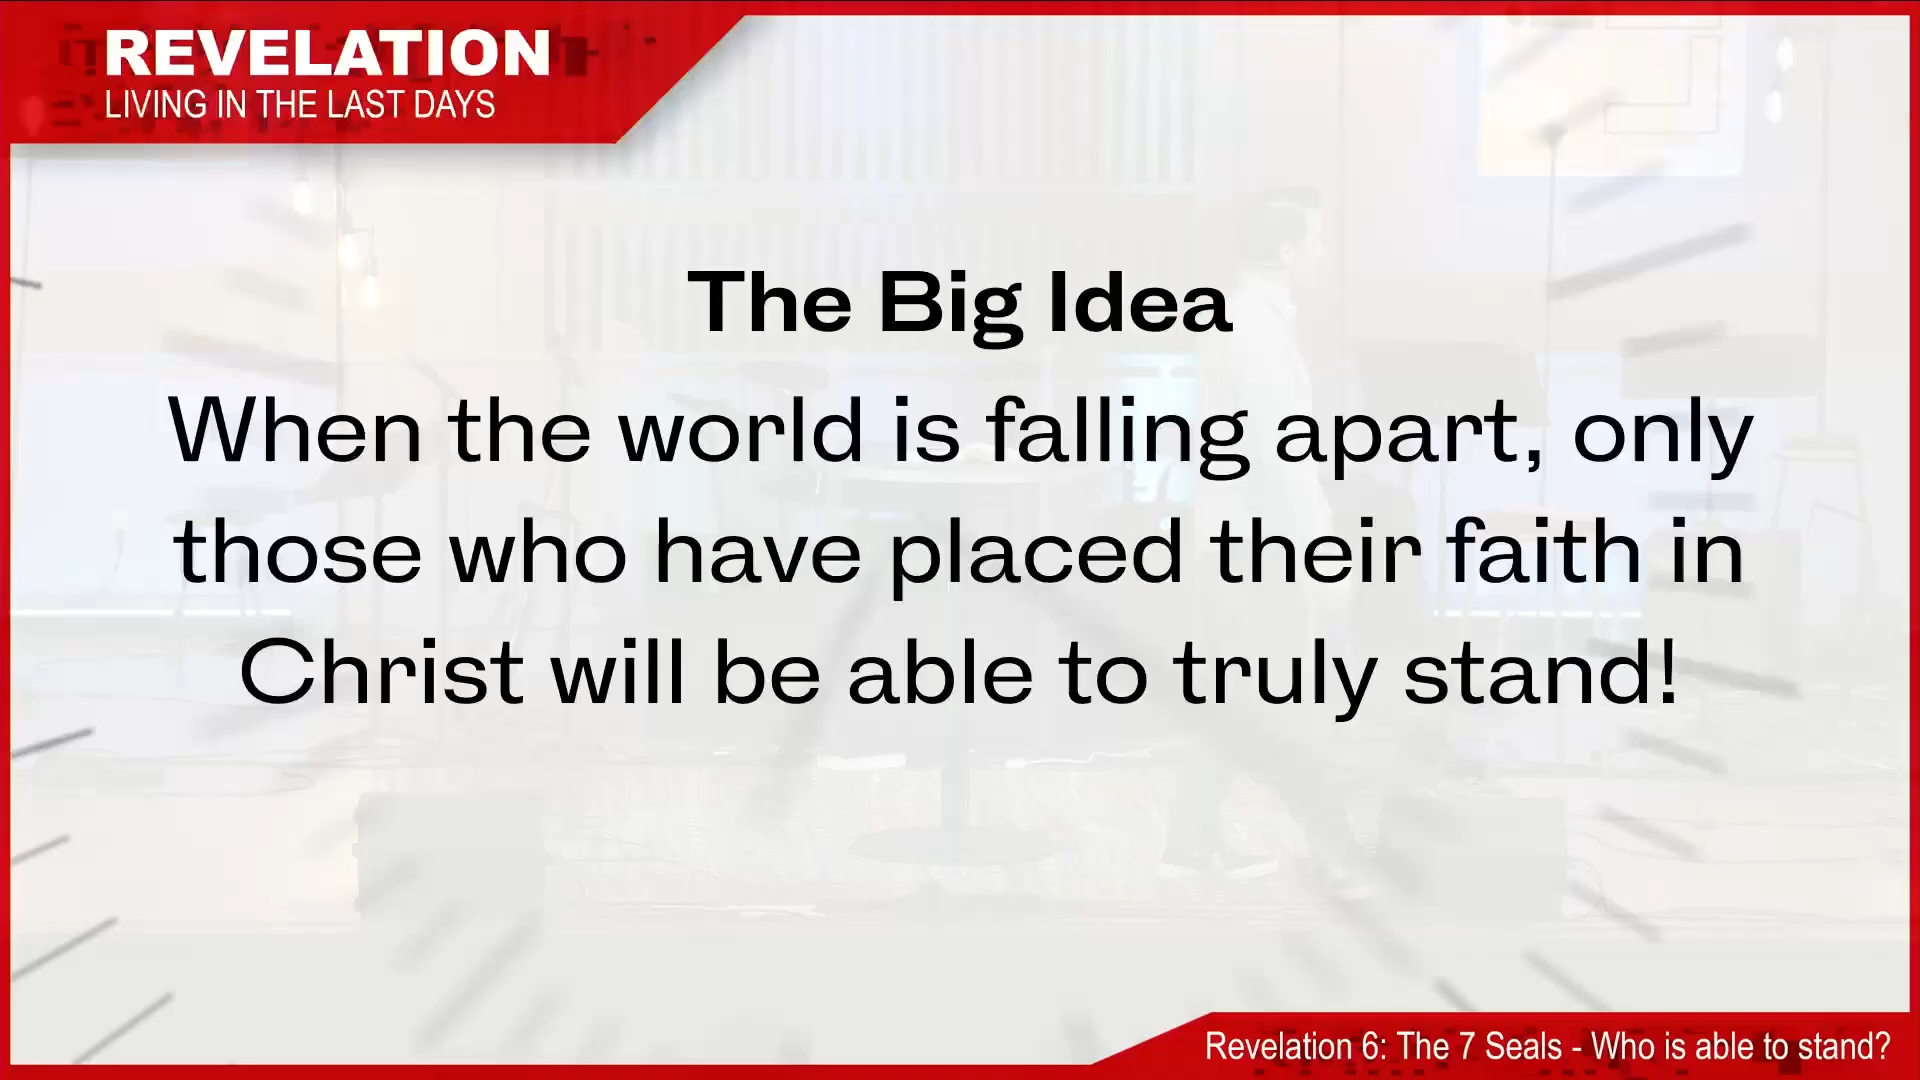 REVELATION
LIVING IN THE LAST DAYS
The Big Idea
When the world is falling apart, only
those who have placed their faith in
Christ will be able to truly stand!
Revelation 6: The 7 Seals - Who is able to stand?